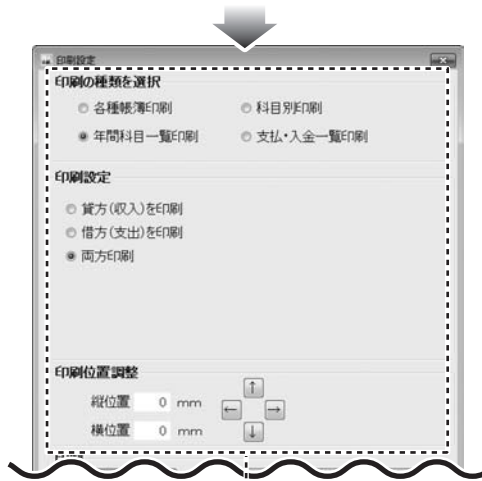 印刷設定
印刷の種類を選択
各種帳簿印刷 科目別印刷
年間科目一覧印刷 支払・入金一覧印刷
印刷設定
貸方(収入)を印刷
借方(支出)を印刷
両方印刷
印刷位置調整
縦位置 0 mm
横位置 0 mm